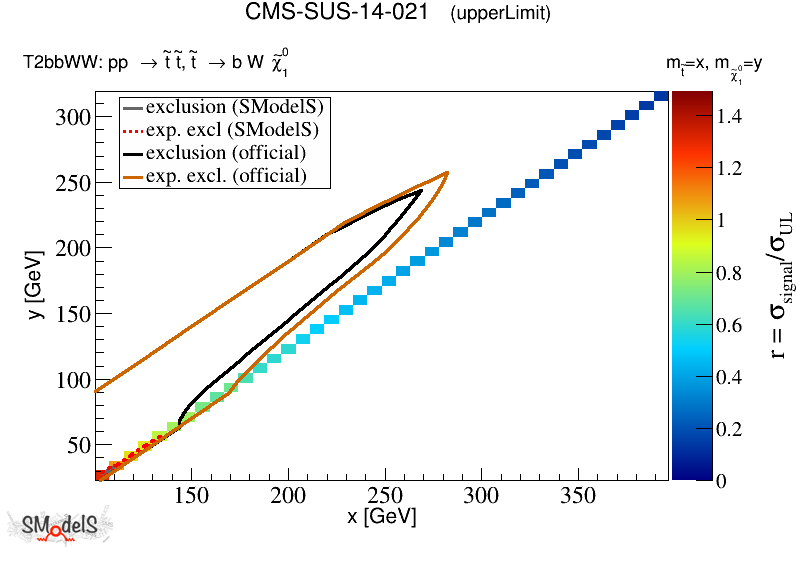 CMS-SUS-14-021 (upperLimit)
T2bbWW: pp → t̃ t̃, t̃ → b W χ̃₁⁰
m_t̃=x, m_χ̃₁⁰=y
exclusion (SModelS)
exp. excl (SModelS)
exclusion (official)
exp. excl. (official)
y [GeV]
300
250
200
150
100
50
150 200 250 300 350
x [GeV]
1.4
1.2
1
0.8
0.6
0.4
0.2
0
r = σ_signal/σ_UL
SModelS